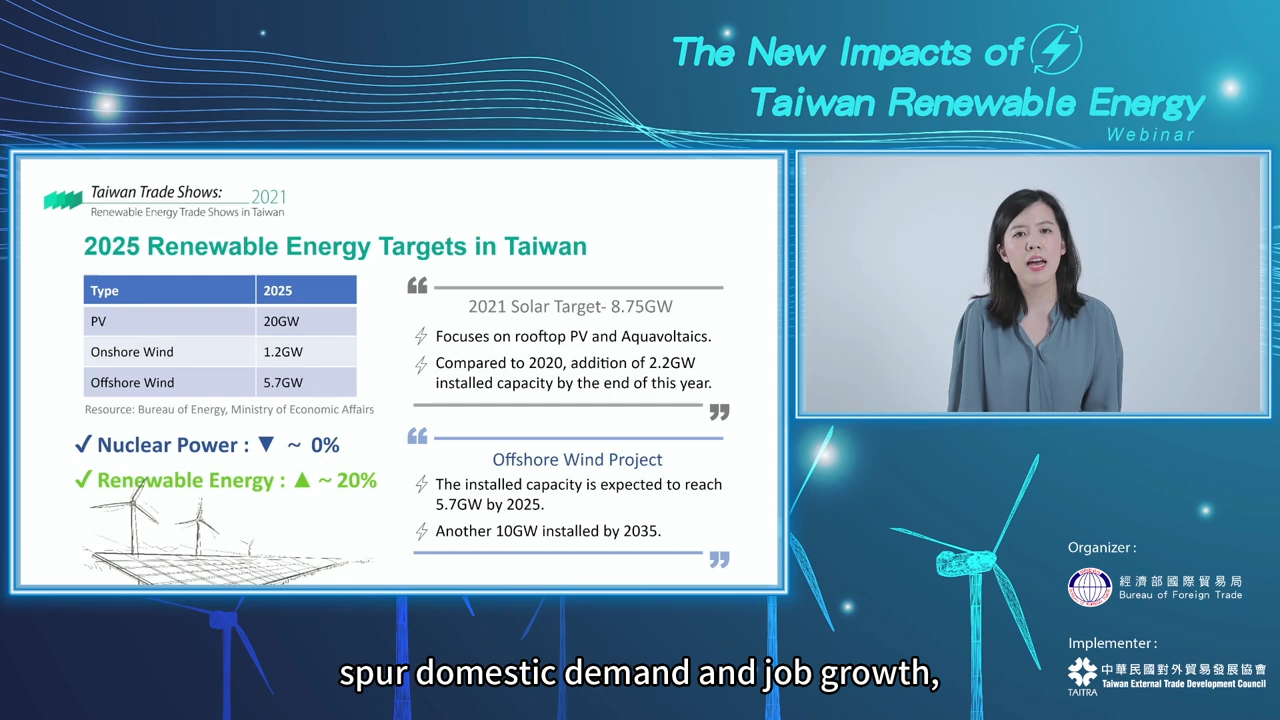 The New Impacts of
Taiwan Renewable Energy
Webinar
Taiwan Trade Shows: 2021
Renewable Energy Trade Shows in Taiwan
2025 Renewable Energy Targets in Taiwan
Type 2025
PV 20GW
Onshore Wind 1.2GW
Offshore Wind 5.7GW
Resource: Bureau of Energy, Ministry of Economic Affairs
✓ Nuclear Power : ▼ ~ 0%
✓ Renewable Energy : ▲ ~ 20%
“
2021 Solar Target- 8.75GW
Focuses on rooftop PV and Aquavoltaics.
Compared to 2020, addition of 2.2GW
installed capacity by the end of this year.
”
“
Offshore Wind Project
The installed capacity is expected to reach
5.7GW by 2025.
Another 10GW installed by 2035.
”
Organizer :
經濟部國際貿易局
Bureau of Foreign Trade
Implementer :
中華民國對外貿易發展協會
Taiwan External Trade Development Council
TAITRA
spur domestic demand and job growth,